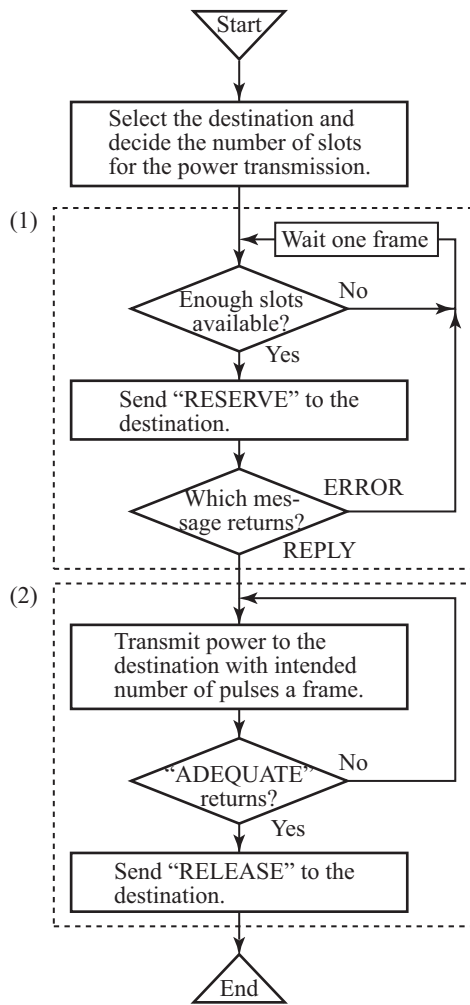 Start
Select the destination and
decide the number of slots
for the power transmission.
(1)
Wait one frame
Enough slots
available?
No
Yes
Send “RESERVE” to the
destination.
Which mes-
sage returns?
ERROR
REPLY
(2)
Transmit power to the
destination with intended
number of pulses a frame.
“ADEQUATE”
returns?
No
Yes
Send “RELEASE” to the
destination.
End